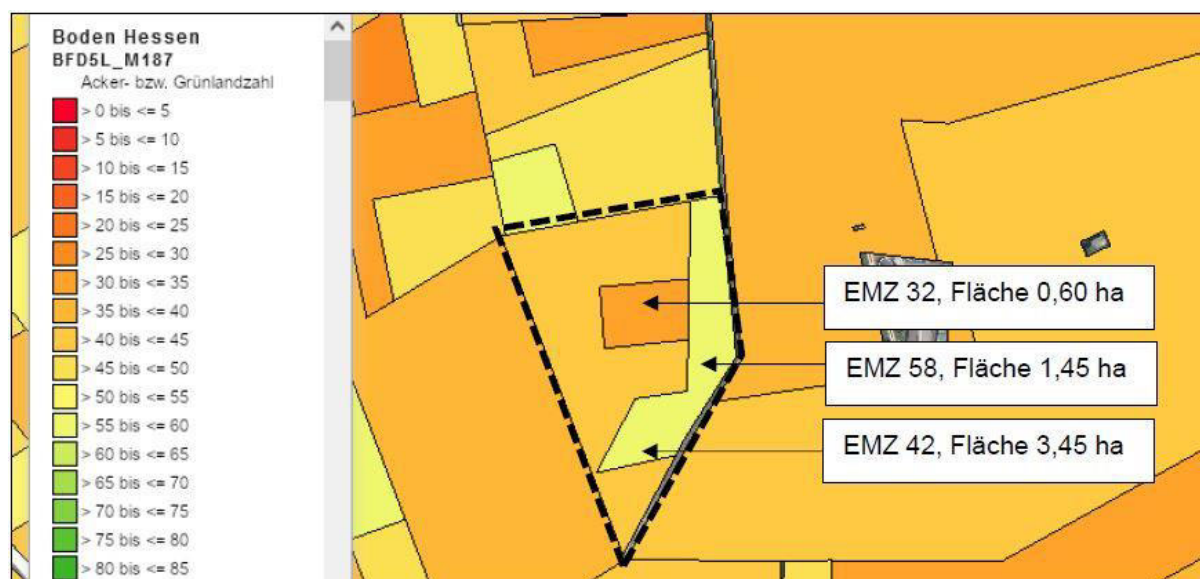 Boden Hessen
BFD5L_M187
Acker- bzw. Grünlandzahl
> 0 bis <= 5
> 5 bis <= 10
> 10 bis <= 15
> 15 bis <= 20
> 20 bis <= 25
> 25 bis <= 30
> 30 bis <= 35
> 35 bis <= 40
> 40 bis <= 45
> 45 bis <= 50
> 50 bis <= 55
> 55 bis <= 60
> 60 bis <= 65
> 65 bis <= 70
> 70 bis <= 75
> 75 bis <= 80
> 80 bis <= 85
EMZ 32, Fläche 0,60 ha
EMZ 58, Fläche 1,45 ha
EMZ 42, Fläche 3,45 ha